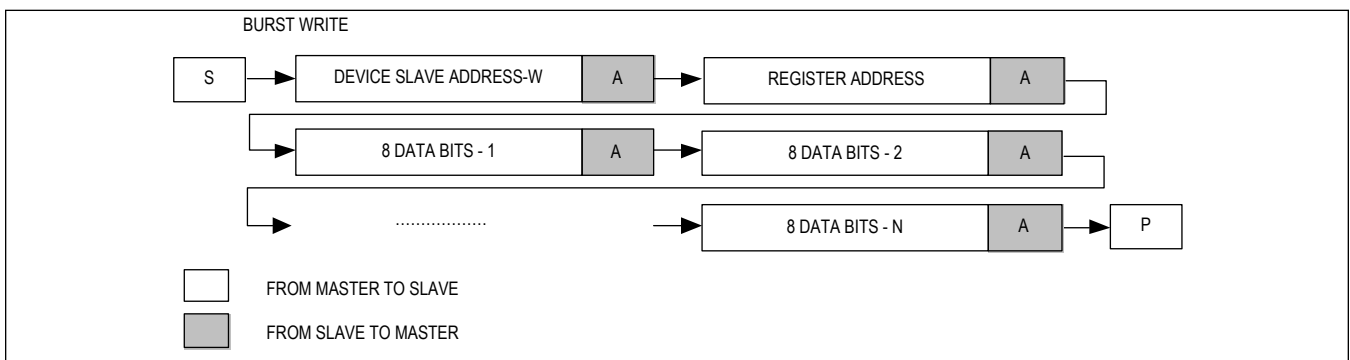 BURST WRITE
S DEVICE SLAVE ADDRESS-W A REGISTER ADDRESS A
8 DATA BITS - 1 A 8 DATA BITS - 2 A
.................. 8 DATA BITS - N A P
FROM MASTER TO SLAVE
FROM SLAVE TO MASTER